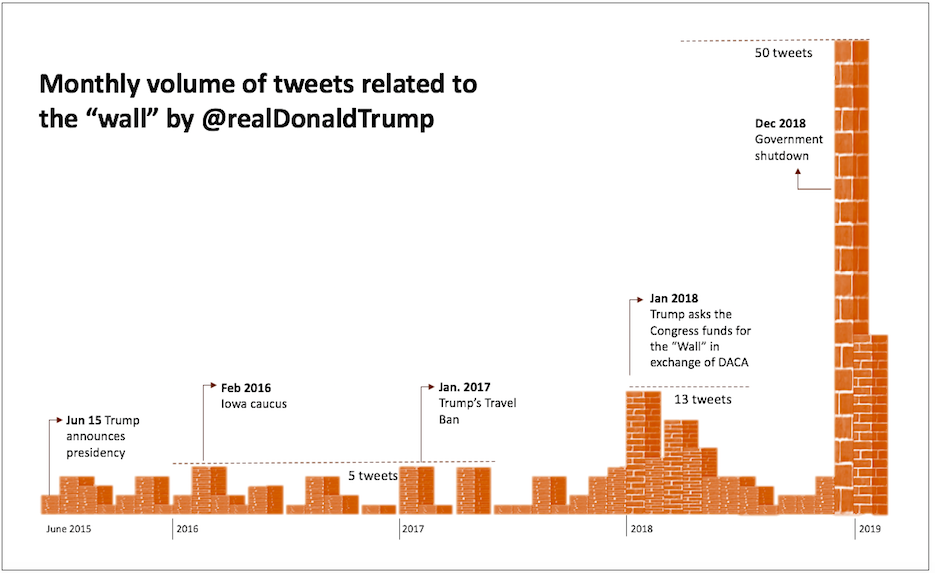 Monthly volume of tweets related to
the “wall” by @realDonaldTrump
50 tweets
Dec 2018
Government
shutdown
Jan 2018
Trump asks the
Congress funds for
the “Wall” in
exchange of DACA
13 tweets
Feb 2016
Iowa caucus
Jan. 2017
Trump’s Travel
Ban
Jun 15 Trump
announces
presidency
5 tweets
June 2015
2016
2017
2018
2019